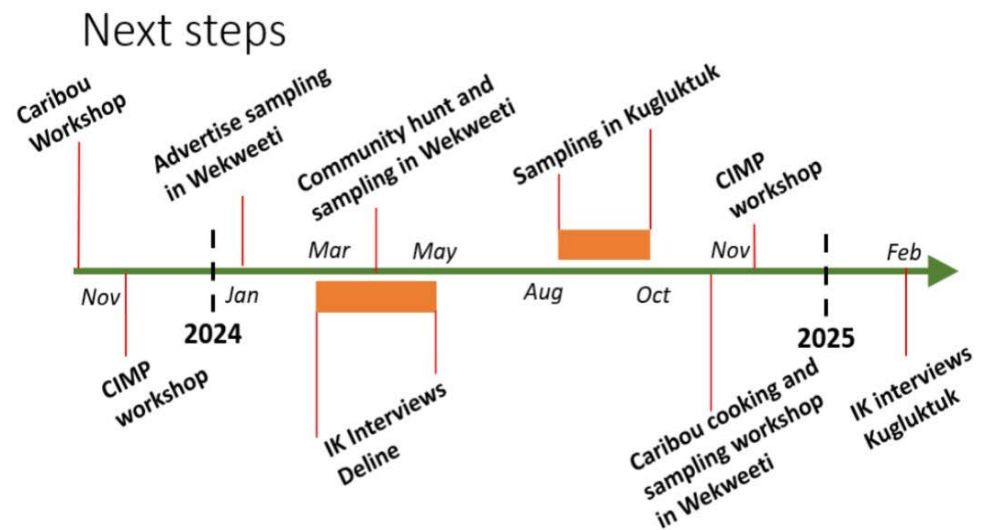 Next steps
Caribou
Workshop
Advertise sampling
in Wekweeti
Community hunt and
sampling in Wekweeti
Sampling in Kugluktuk
CIMP
workshop
Mar
May
Nov
Feb
Nov
Jan
Aug
Oct
2024
2025
CIMP
workshop
IK Interviews
Deline
Caribou cooking and
sampling workshop
in Wekweeti
IK interviews
Kugluktuk